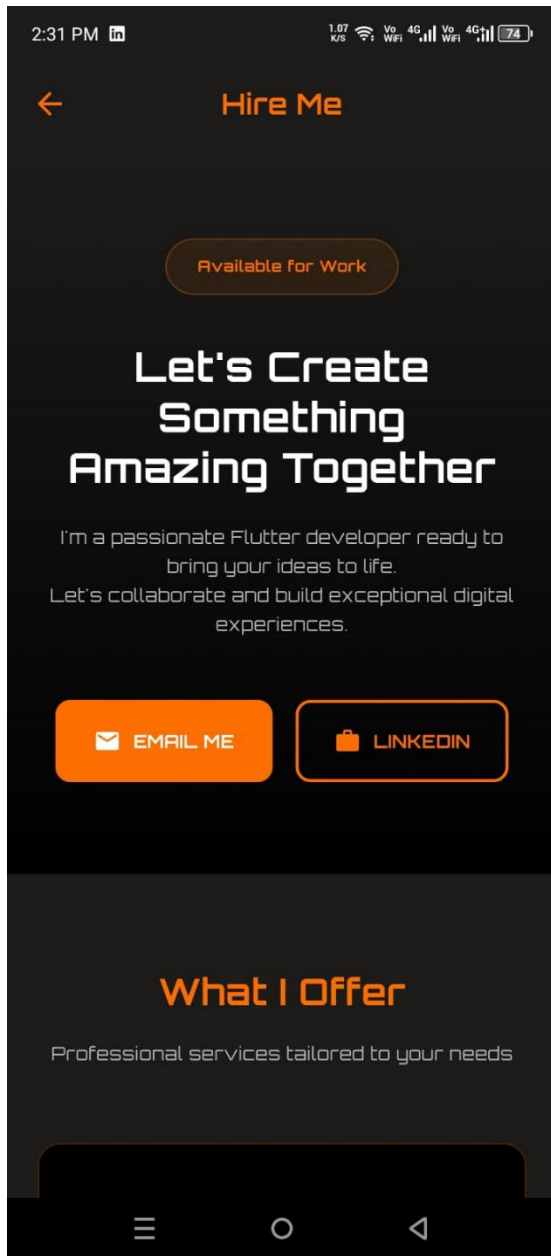 2:31 PM in 1.07 K/S Vo WiFi 4G Vo WiFi 4G+ 74
Hire Me
Available for Work
Let's Create
Something
Amazing Together
I'm a passionate Flutter developer ready to
bring your ideas to life.
Let's collaborate and build exceptional digital
experiences.
EMAIL ME LINKEDIN
What I Offer
Professional services tailored to your needs